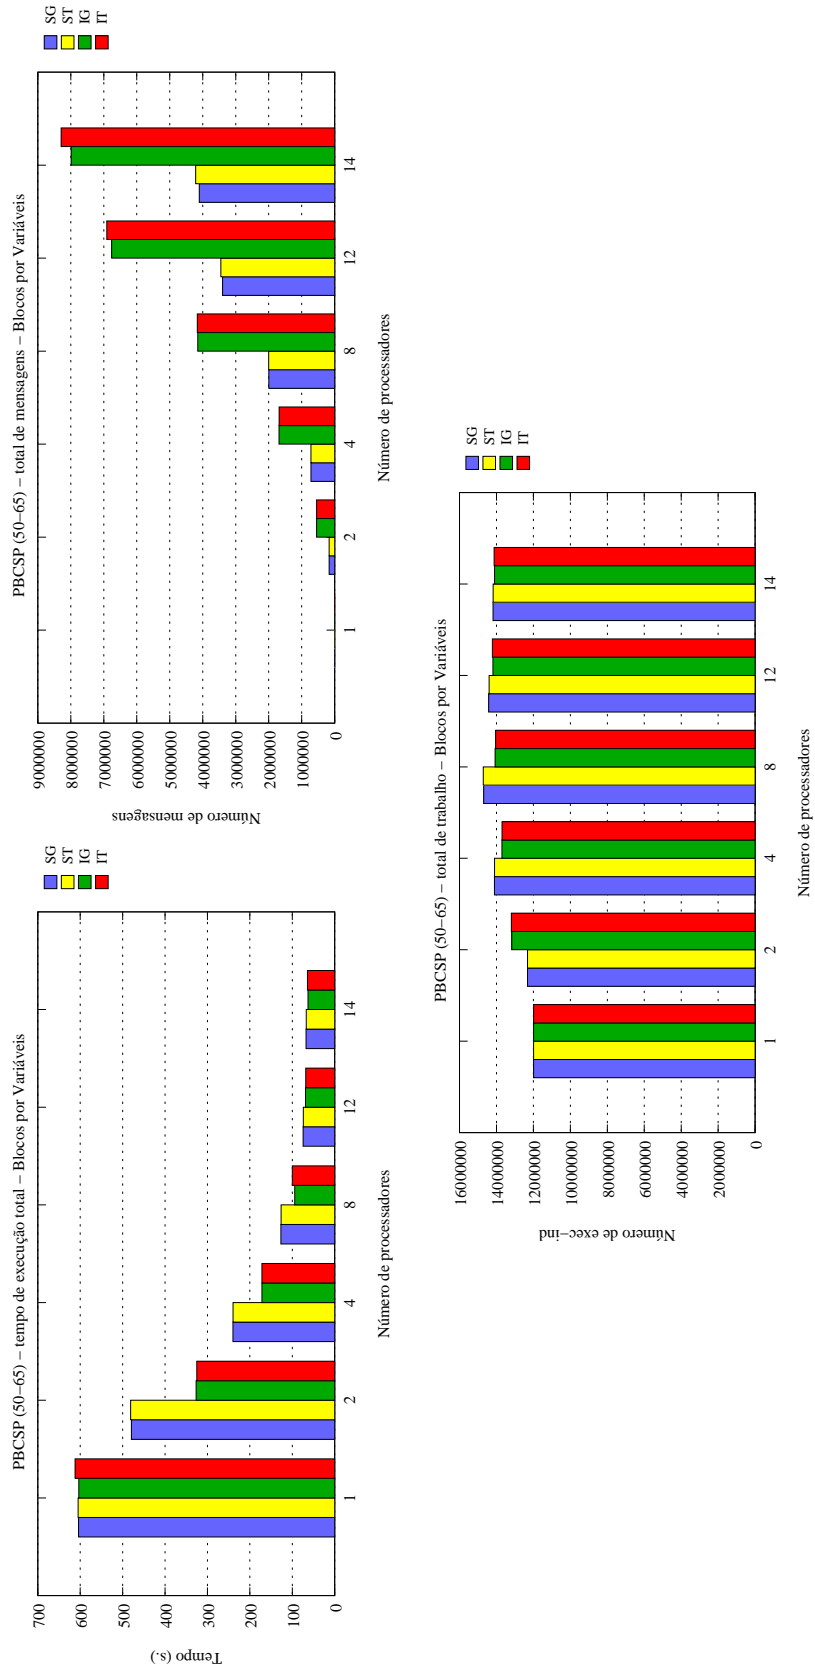 PBCSP (50−65) − tempo de execução total − Blocos por Variáveis
Tempo (s.)
700
600
500
400
300
200
100
0
1
2
4
8
12
14
Número de processadores
SG
ST
IG
IT
PBCSP (50−65) − total de mensagens − Blocos por Variáveis
Número de mensagens
9000000
8000000
7000000
6000000
5000000
4000000
3000000
2000000
1000000
0
1
2
4
8
12
14
Número de processadores
SG
ST
IG
IT
PBCSP (50−65) − total de trabalho − Blocos por Variáveis
Número de exec−ind
16000000
14000000
12000000
10000000
8000000
6000000
4000000
2000000
0
1
2
4
8
12
14
Número de processadores
SG
ST
IG
IT